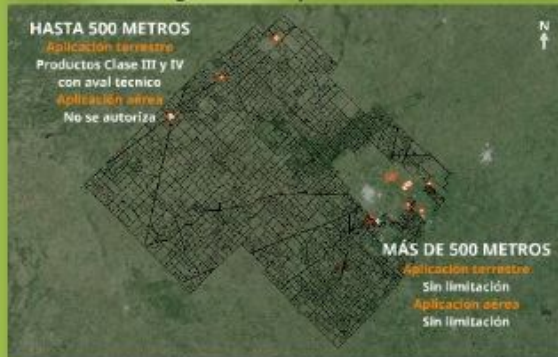 HASTA 500 METROS
Aplicación terrestre
Productos Clase III y IV
con aval técnico
Aplicación aérea
No se autoriza
N
MÁS DE 500 METROS
Aplicación terrestre
Sin limitación
Aplicación aérea
Sin limitación